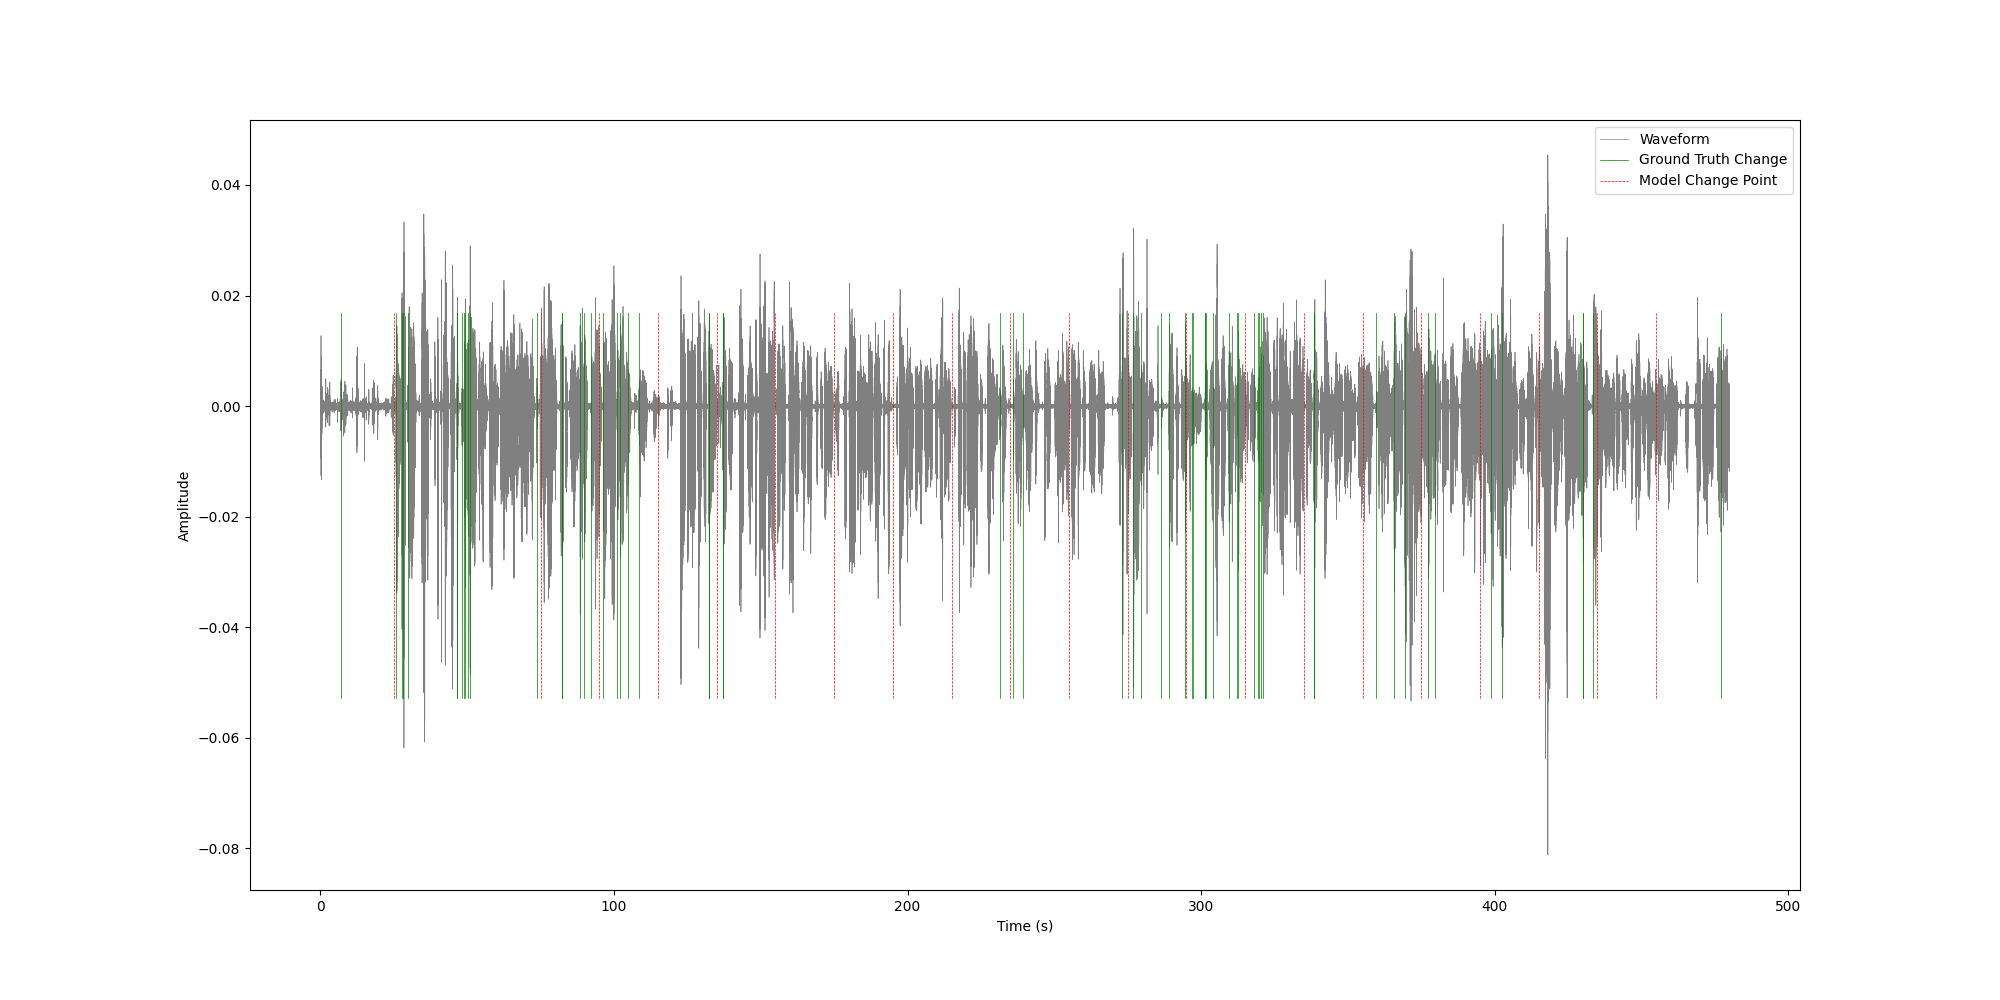 Waveform
Ground Truth Change
Model Change Point
0.04
0.02
0.00
−0.02
−0.04
−0.06
−0.08
Amplitude
0 100 200 300 400 500
Time (s)